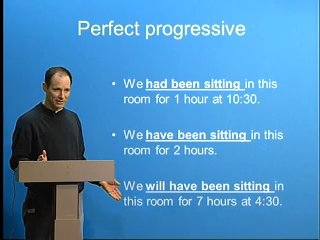 Perfect progressive
• We had been sitting in this
room for 1 hour at 10:30.
• We have been sitting in this
room for 2 hours.
We will have been sitting in
this room for 7 hours at 4:30.